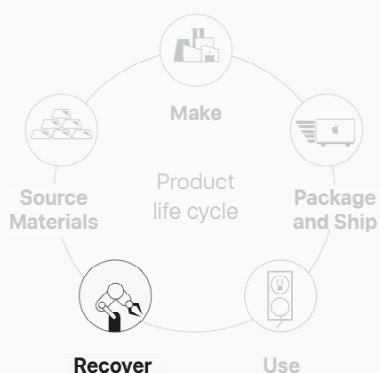 Make
Product
life cycle
Source
Materials
Package
and Ship
Recover
Use